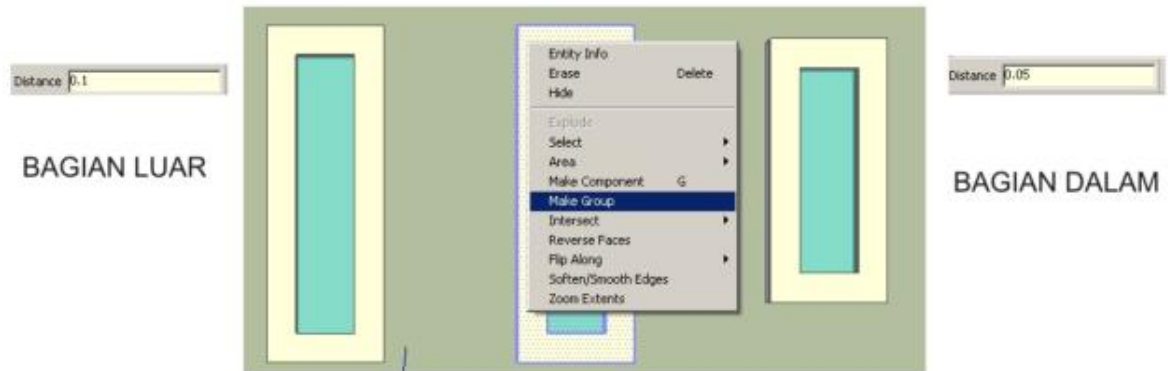 Distance 0.1
BAGIAN LUAR
Entity Info
Erase Delete
Hide
Explode
Select
Area
Make Component G
Make Group
Intersect
Reverse Faces
Flip Along
Soften/Smooth Edges
Zoom Extents
Distance 0.05
BAGIAN DALAM